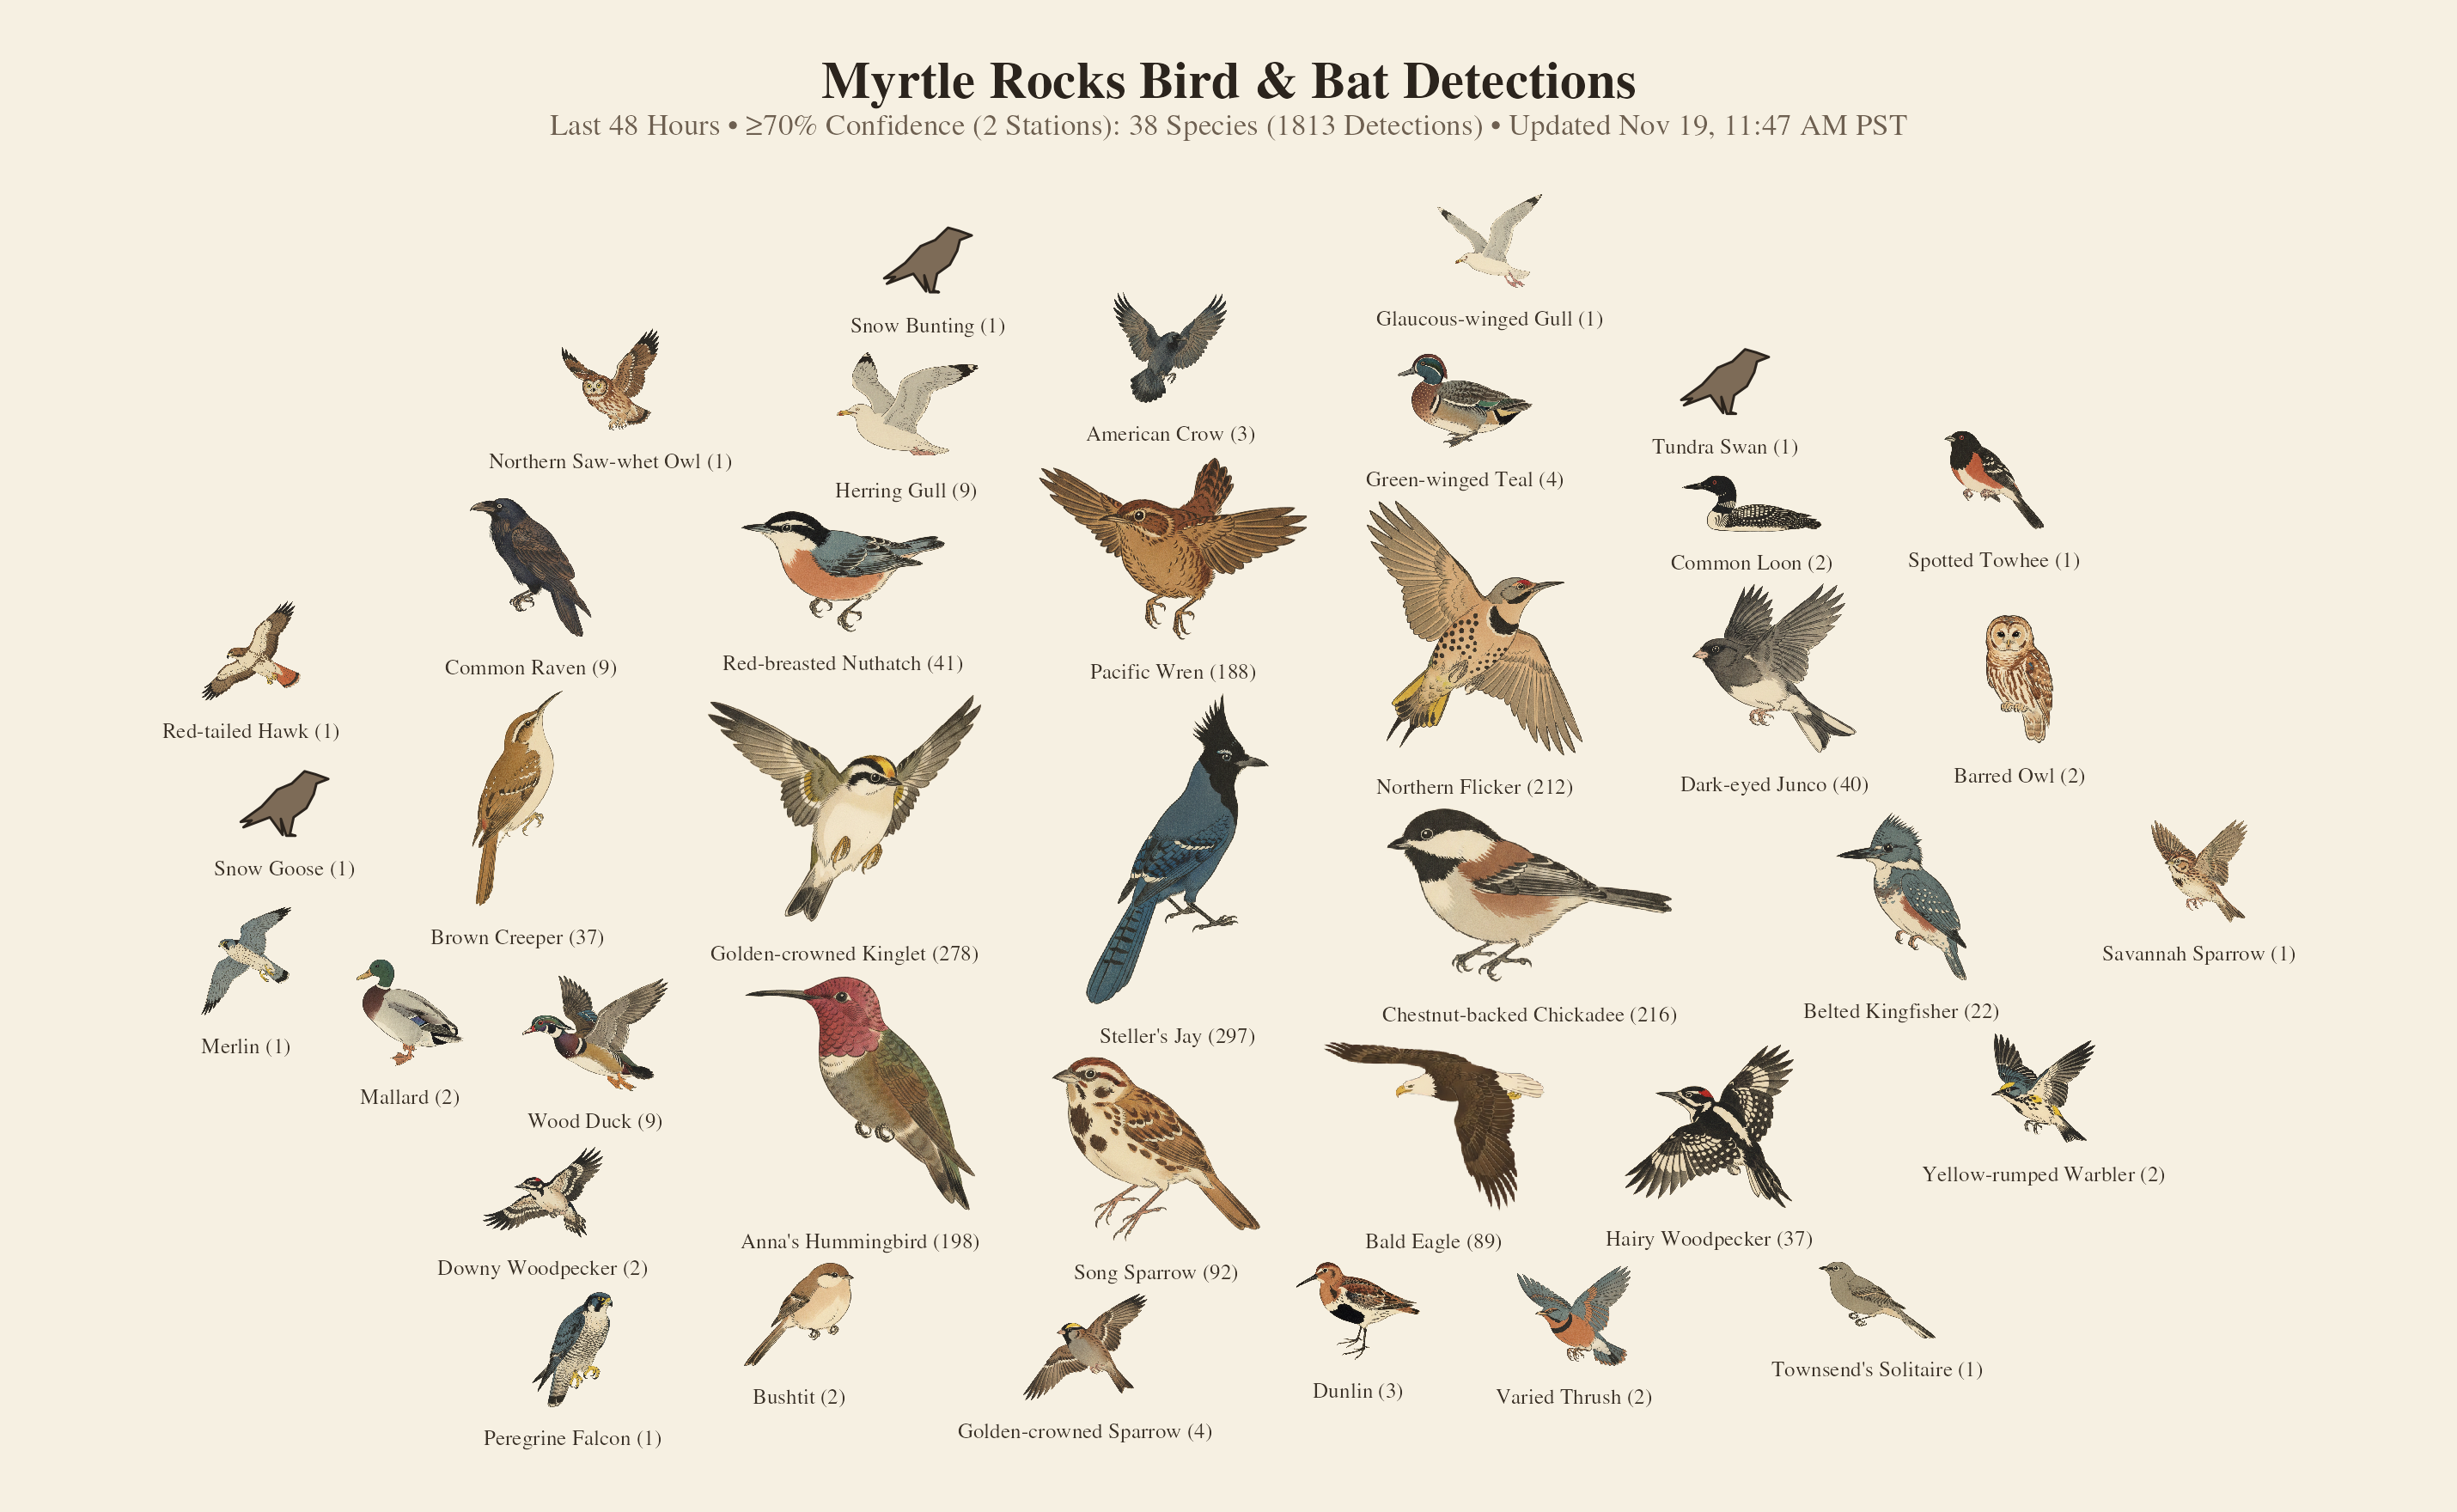 Myrtle Rocks Bird & Bat Detections
Last 48 Hours • ≥70% Confidence (2 Stations): 38 Species (1813 Detections) • Updated Nov 19, 11:47 AM PST
Glaucous-winged Gull (1)
Snow Bunting (1)
American Crow (3)
Tundra Swan (1)
Northern Saw-whet Owl (1)
Green-winged Teal (4)
Herring Gull (9)
Spotted Towhee (1)
Common Loon (2)
Red-breasted Nuthatch (41)
Common Raven (9)
Pacific Wren (188)
Red-tailed Hawk (1)
Barred Owl (2)
Dark-eyed Junco (40)
Northern Flicker (212)
Snow Goose (1)
Brown Creeper (37)
Golden-crowned Kinglet (278)
Savannah Sparrow (1)
Belted Kingfisher (22)
Chestnut-backed Chickadee (216)
Steller's Jay (297)
Merlin (1)
Mallard (2)
Wood Duck (9)
Yellow-rumped Warbler (2)
Hairy Woodpecker (37)
Anna's Hummingbird (198)
Bald Eagle (89)
Downy Woodpecker (2)
Song Sparrow (92)
Townsend's Solitaire (1)
Dunlin (3)
Bushtit (2)
Varied Thrush (2)
Golden-crowned Sparrow (4)
Peregrine Falcon (1)